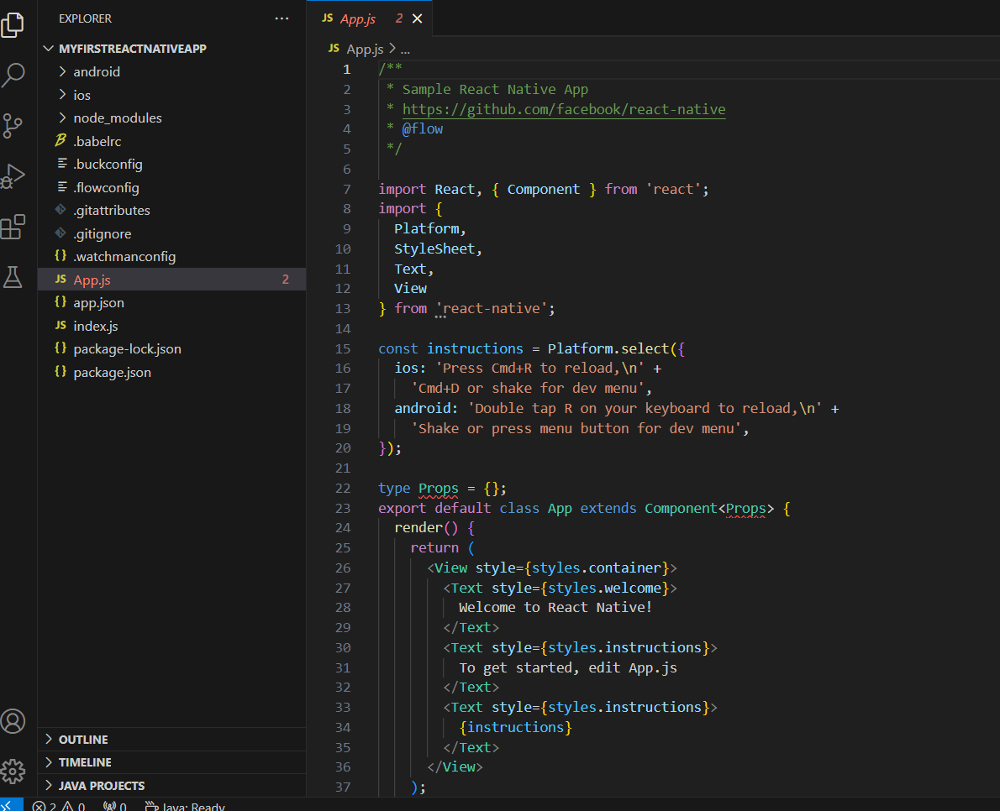 EXPLORER
...
MYFIRSTREACTNATIVEAPP
android
ios
node_modules
.babelrc
.buckconfig
.flowconfig
.gitattributes
.gitignore
{} .watchmanconfig
JS App.js 2
{} app.json
JS index.js
{} package-lock.json
{} package.json
OUTLINE
TIMELINE
JAVA PROJECTS
JS App.js 2
JS App.js > ...
1 /**
2  * Sample React Native App
3  * https://github.com/facebook/react-native
4  * @flow
5  */
6
7 import React, { Component } from 'react';
8 import {
9   Platform,
10   StyleSheet,
11   Text,
12   View
13 } from 'react-native';
14
15 const instructions = Platform.select({
16   ios: 'Press Cmd+R to reload,\n' +
17     'Cmd+D or shake for dev menu',
18   android: 'Double tap R on your keyboard to reload,\n' +
19     'Shake or press menu button for dev menu',
20 });
21
22 type Props = {};
23 export default class App extends Component<Props> {
24   render() {
25     return (
26       <View style={styles.container}>
27         <Text style={styles.welcome}>
28           Welcome to React Native!
29         </Text>
30         <Text style={styles.instructions}>
31           To get started, edit App.js
32         </Text>
33         <Text style={styles.instructions}>
34           {instructions}
35         </Text>
36       </View>
37     );
2 0 0 Java: Ready